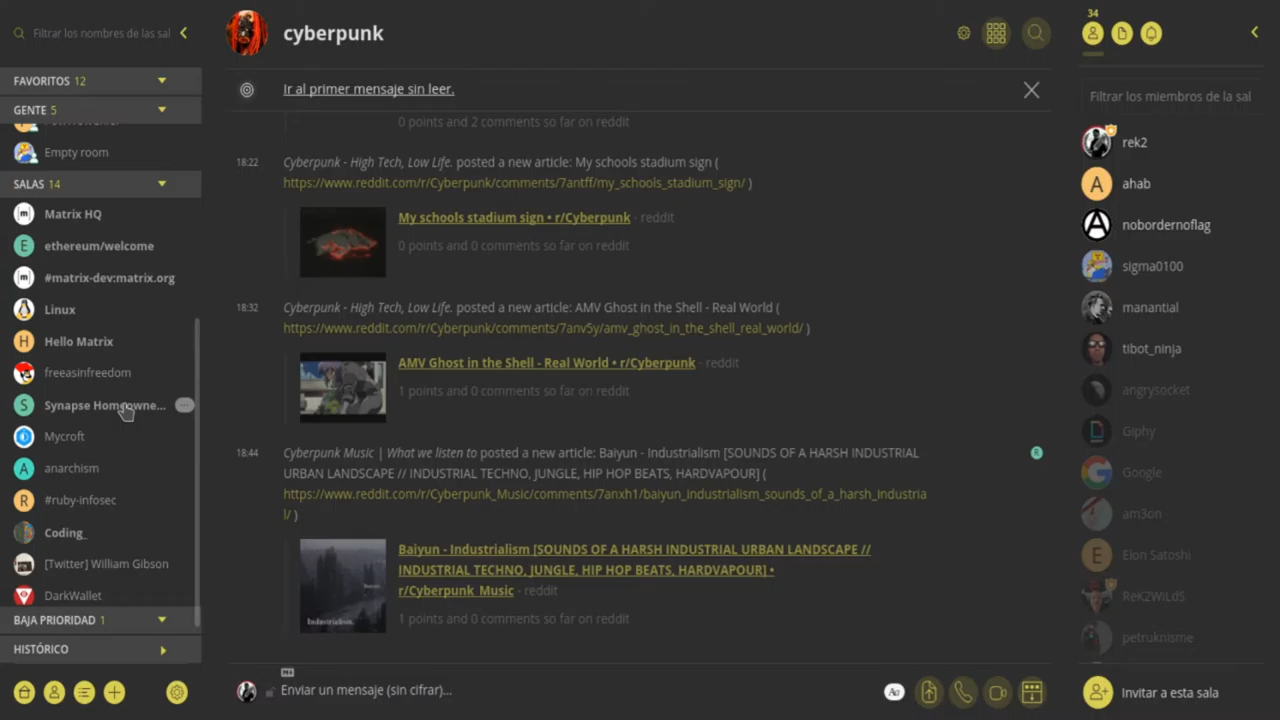 Filtrar los nombres de las sal
FAVORITOS 12
GENTE 5
Empty room
SALAS 14
Matrix HQ
ethereum/welcome
#matrix-dev:matrix.org
Linux
Hello Matrix
freeasinfreedom
Synapse Homeowne...
Mycroft
anarchism
#ruby-infosec
Coding_
[Twitter] William Gibson
DarkWallet
BAJA PRIORIDAD 1
HISTÓRICO
cyberpunk
Ir al primer mensaje sin leer.
0 points and 2 comments so far on reddit
18:22 Cyberpunk - High Tech, Low Life. posted a new article: My schools stadium sign (
https://www.reddit.com/r/Cyberpunk/comments/7antff/my_schools_stadium_sign/ )
My schools stadium sign • r/Cyberpunk - reddit
0 points and 0 comments so far on reddit
18:32 Cyberpunk - High Tech, Low Life. posted a new article: AMV Ghost in the Shell - Real World (
https://www.reddit.com/r/Cyberpunk/comments/7anv5y/amv_ghost_in_the_shell_real_world/ )
AMV Ghost in the Shell - Real World • r/Cyberpunk - reddit
1 points and 0 comments so far on reddit
18:44 Cyberpunk Music | What we listen to posted a new article: Baiyun - Industrialism [SOUNDS OF A HARSH INDUSTRIAL
URBAN LANDSCAPE // INDUSTRIAL TECHNO, JUNGLE, HIP HOP BEATS, HARDVAPOUR] (
https://www.reddit.com/r/Cyberpunk_Music/comments/7anxh1/baiyun_industrialism_sounds_of_a_harsh_industria
l/ )
R
Baiyun - Industrialism [SOUNDS OF A HARSH INDUSTRIAL URBAN LANDSCAPE //
INDUSTRIAL TECHNO, JUNGLE, HIP HOP BEATS, HARDVAPOUR] •
r/Cyberpunk_Music - reddit
Industrialism.
1 points and 0 comments so far on reddit
Enviar un mensaje (sin cifrar)...
Aa
34
Filtrar los miembros de la sal
rek2
A ahab
nobordernoflag
sigma0100
manantial
tibot_ninja
angrysocket
Giphy
Google
am3on
E Elon Satoshi
ReK2WiLdS
petruknisme
Invitar a esta sala